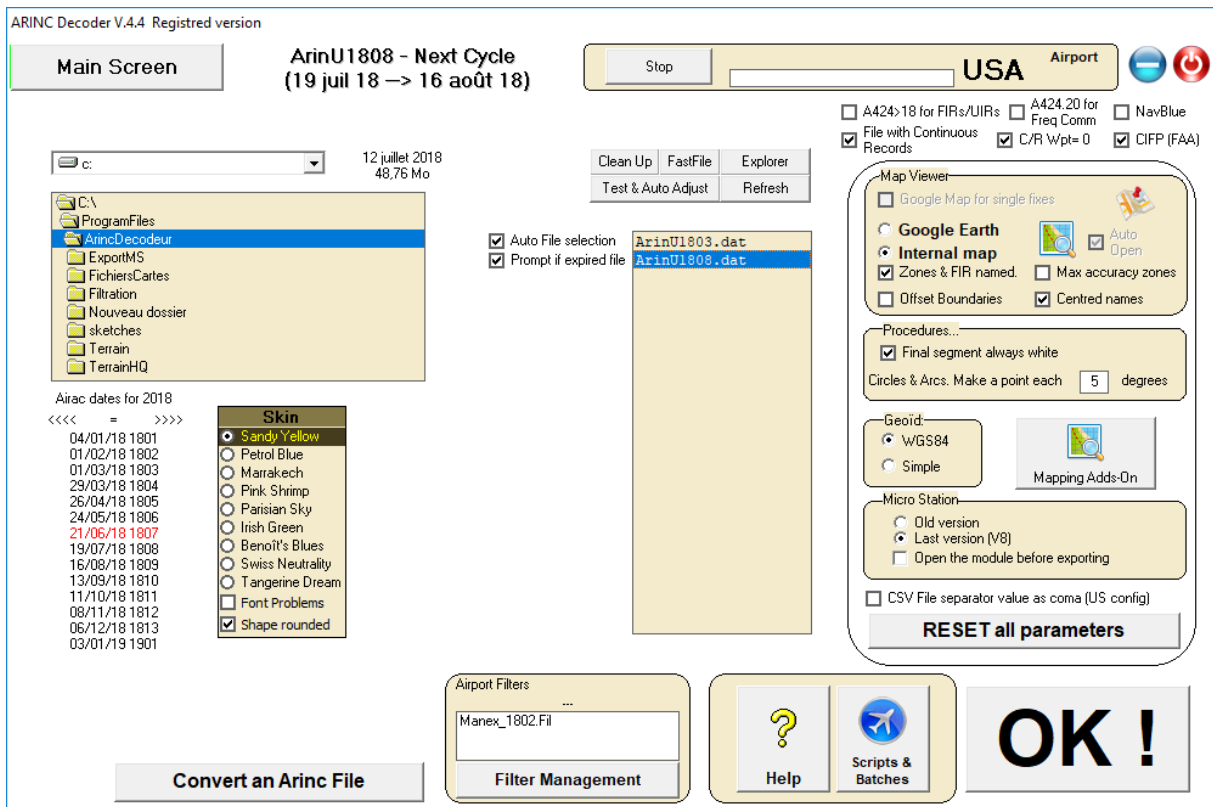 ARINC Decoder V.4.4 Registred version
Main Screen
ArinU1808 - Next Cycle
(19 juil 18 —> 16 août 18)
Stop
USA
Airport
A424>18 for FIRs/UIRs
A424.20 for
Freq Comm
NavBlue
File with Continuous
Records
C/R Wpt= 0
CIFP (FAA)
c:
12 juillet 2018
48,76 Mo
Clean Up
FastFile
Explorer
Test & Auto Adjust
Refresh
C:\
ProgramFiles
ArincDecodeur
ExportMS
FichiersCartes
Filtration
Nouveau dossier
sketches
Terrain
TerrainHQ
Auto File selection
Prompt if expired file
ArinU1803.dat
ArinU1808.dat
Map Viewer
Google Map for single fixes
Google Earth
Internal map
Auto
Open
Zones & FIR named.
Max accuracy zones
Offset Boundaries
Centred names
Procedures...
Final segment always white
Circles & Arcs. Make a point each 5 degrees
Airac dates for 2018
<<<< = >>>>
04/01/18 1801
01/02/18 1802
01/03/18 1803
29/03/18 1804
26/04/18 1805
24/05/18 1806
21/06/18 1807
19/07/18 1808
16/08/18 1809
13/09/18 1810
11/10/18 1811
08/11/18 1812
06/12/18 1813
03/01/19 1901
Skin
Sandy Yellow
Petrol Blue
Marrakech
Pink Shrimp
Parisian Sky
Irish Green
Benoît's Blues
Swiss Neutrality
Tangerine Dream
Font Problems
Shape rounded
Geoïd:
WGS84
Simple
Mapping Adds-On
Micro Station
Old version
Last version (V8)
Open the module before exporting
CSV File separator value as coma (US config)
RESET all parameters
Airport Filters
...
Manex_1802.Fil
Filter Management
Convert an Arinc File
?
Help
Scripts &
Batches
OK !